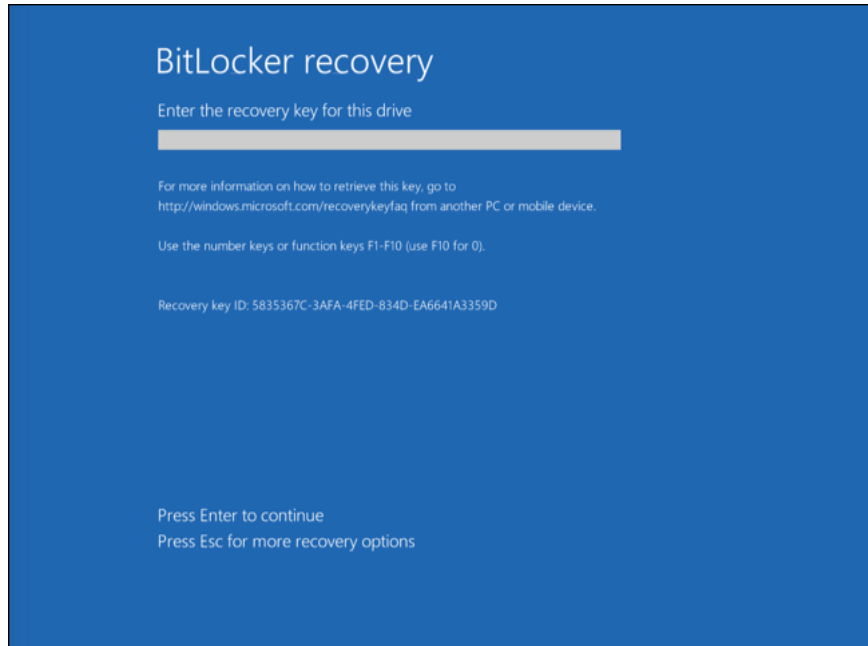 BitLocker recovery
Enter the recovery key for this drive
For more information on how to retrieve this key, go to
http://windows.microsoft.com/recoverykeyfaq from another PC or mobile device.
Use the number keys or function keys F1-F10 (use F10 for 0).
Recovery key ID: 5835367C-3AFA-4FED-834D-EA6641A3359D
Press Enter to continue
Press Esc for more recovery options